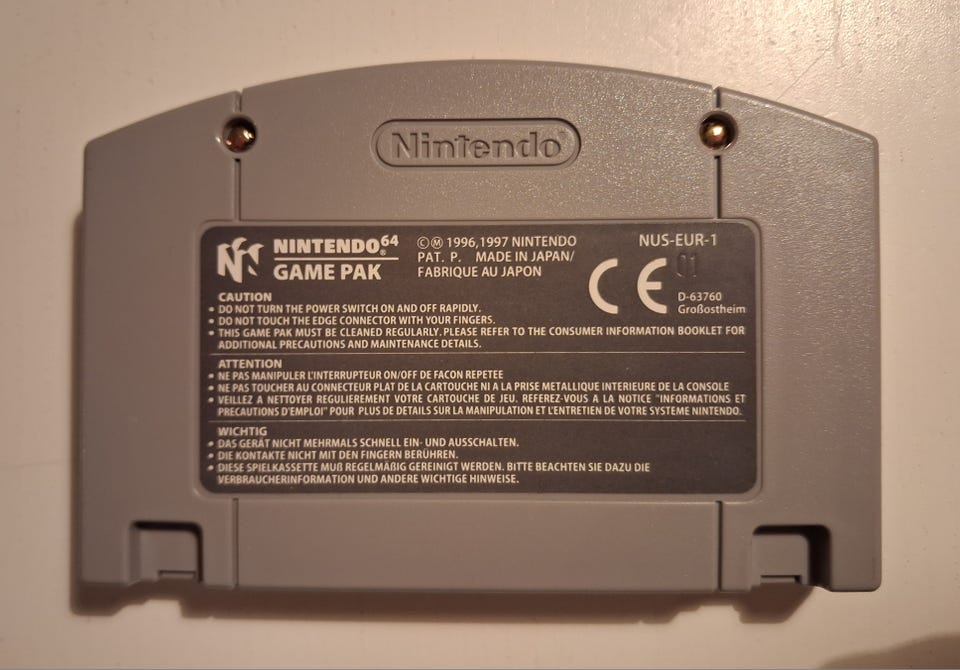 Nintendo®
NINTENDO64®
GAME PAK
©Ⓜ 1996,1997 NINTENDO
PAT. P. MADE IN JAPAN/
FABRIQUE AU JAPON
NUS-EUR-1
CE
01
D-63760
Großostheim
CAUTION
• DO NOT TURN THE POWER SWITCH ON AND OFF RAPIDLY.
• DO NOT TOUCH THE EDGE CONNECTOR WITH YOUR FINGERS.
• THIS GAME PAK MUST BE CLEANED REGULARLY. PLEASE REFER TO THE CONSUMER INFORMATION BOOKLET FOR
ADDITIONAL PRECAUTIONS AND MAINTENANCE DETAILS.
ATTENTION
• NE PAS MANIPULER L'INTERRUPTEUR ON/OFF DE FACON REPETEE
• NE PAS TOUCHER AU CONNECTEUR PLAT DE LA CARTOUCHE NI A LA PRISE METALLIQUE INTERIEURE DE LA CONSOLE
• VEILLEZ A NETTOYER REGULIEREMENT VOTRE CARTOUCHE DE JEU. REFEREZ-VOUS A LA NOTICE "INFORMATIONS ET
PRECAUTIONS D'EMPLOI" POUR PLUS DE DETAILS SUR LA MANIPULATION ET L'ENTRETIEN DE VOTRE SYSTEME NINTENDO.
WICHTIG
• DAS GERÄT NICHT MEHRMALS SCHNELL EIN- UND AUSSCHALTEN.
• DIE KONTAKTE NICHT MIT DEN FINGERN BERÜHREN.
• DIESE SPIELKASSETTE MUß REGELMÄßIG GEREINIGT WERDEN. BITTE BEACHTEN SIE DAZU DIE
VERBRAUCHERINFORMATION UND ANDERE WICHTIGE HINWEISE.